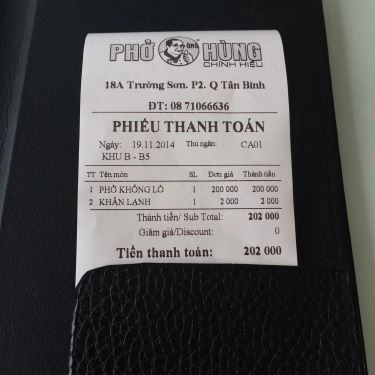 PHỞ ÔNG HÙNG
CHÍNH HIỆU
18A Trường Sơn. P2. Q Tân Bình
ĐT: 08 71066636
PHIẾU THANH TOÁN
Ngày: 19.11.2014 Thu ngân: CA01
KHU B - B5
TT Tên món SL Đơn giá Thành tiền
1 PHỞ KHỔNG LỒ 1 200 000 200 000
2 KHĂN LẠNH 1 2 000 2 000
Thành tiền/ Sub Total: 202 000
Giảm giá/Discount: 0
Tiền thanh toán: 202 000